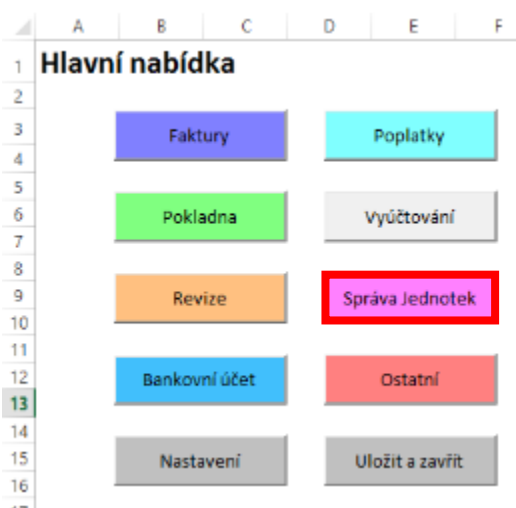 A B C D E F
1 Hlavní nabídka
2
3 Faktury Poplatky
4
5
6 Pokladna Vyúčtování
7
8
9 Revize Správa Jednotek
10
11
12 Bankovní účet Ostatní
13
14
15 Nastavení Uložit a zavřít
16